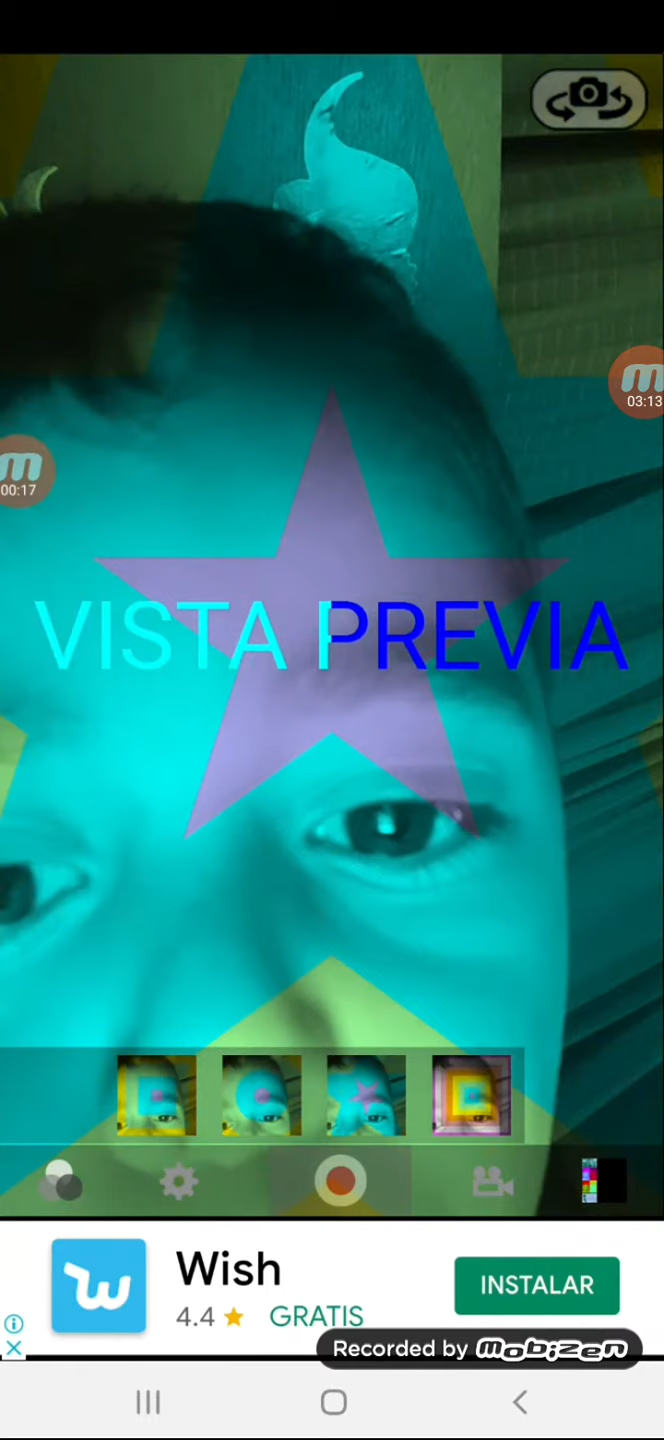 03:13
00:17
VISTA PREVIA
Wish
INSTALAR
4.4 ★ GRATIS
Recorded by mobizen